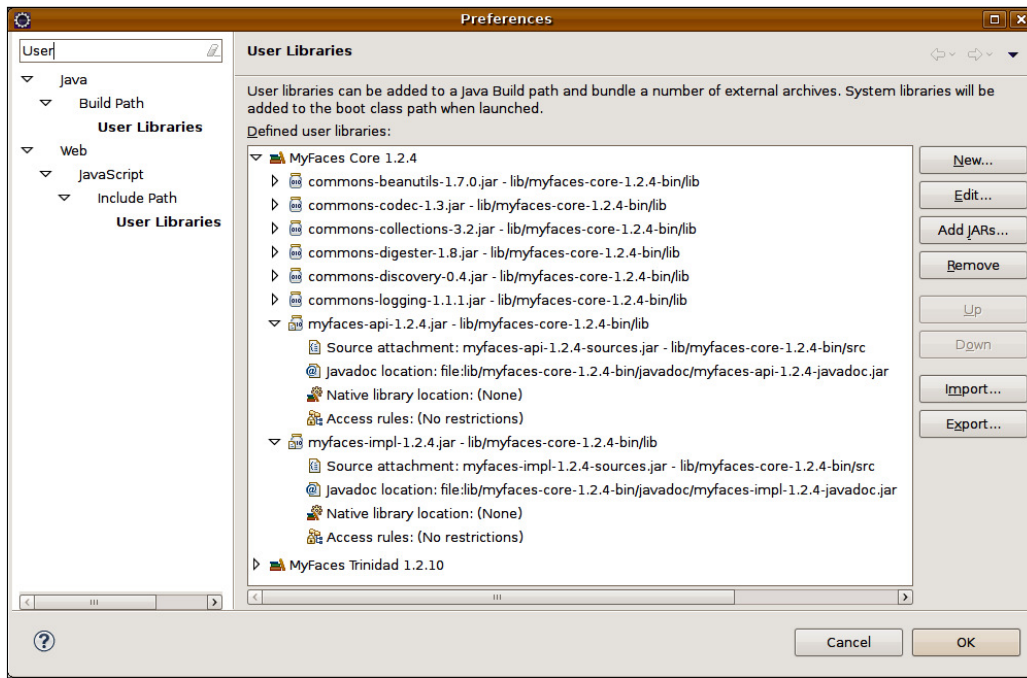 Preferences
User
Java
Build Path
User Libraries
Web
JavaScript
Include Path
User Libraries
User Libraries
User libraries can be added to a Java Build path and bundle a number of external archives. System libraries will be
added to the boot class path when launched.
Defined user libraries:
MyFaces Core 1.2.4
commons-beanutils-1.7.0.jar - lib/myfaces-core-1.2.4-bin/lib
commons-codec-1.3.jar - lib/myfaces-core-1.2.4-bin/lib
commons-collections-3.2.jar - lib/myfaces-core-1.2.4-bin/lib
commons-digester-1.8.jar - lib/myfaces-core-1.2.4-bin/lib
commons-discovery-0.4.jar - lib/myfaces-core-1.2.4-bin/lib
commons-logging-1.1.1.jar - lib/myfaces-core-1.2.4-bin/lib
myfaces-api-1.2.4.jar - lib/myfaces-core-1.2.4-bin/lib
Source attachment: myfaces-api-1.2.4-sources.jar - lib/myfaces-core-1.2.4-bin/src
Javadoc location: file:lib/myfaces-core-1.2.4-bin/javadoc/myfaces-api-1.2.4-javadoc.jar
Native library location: (None)
Access rules: (No restrictions)
myfaces-impl-1.2.4.jar - lib/myfaces-core-1.2.4-bin/lib
Source attachment: myfaces-impl-1.2.4-sources.jar - lib/myfaces-core-1.2.4-bin/src
Javadoc location: file:lib/myfaces-core-1.2.4-bin/javadoc/myfaces-impl-1.2.4-javadoc.jar
Native library location: (None)
Access rules: (No restrictions)
MyFaces Trinidad 1.2.10
New...
Edit...
Add JARs...
Remove
Up
Down
Import...
Export...
Cancel
OK